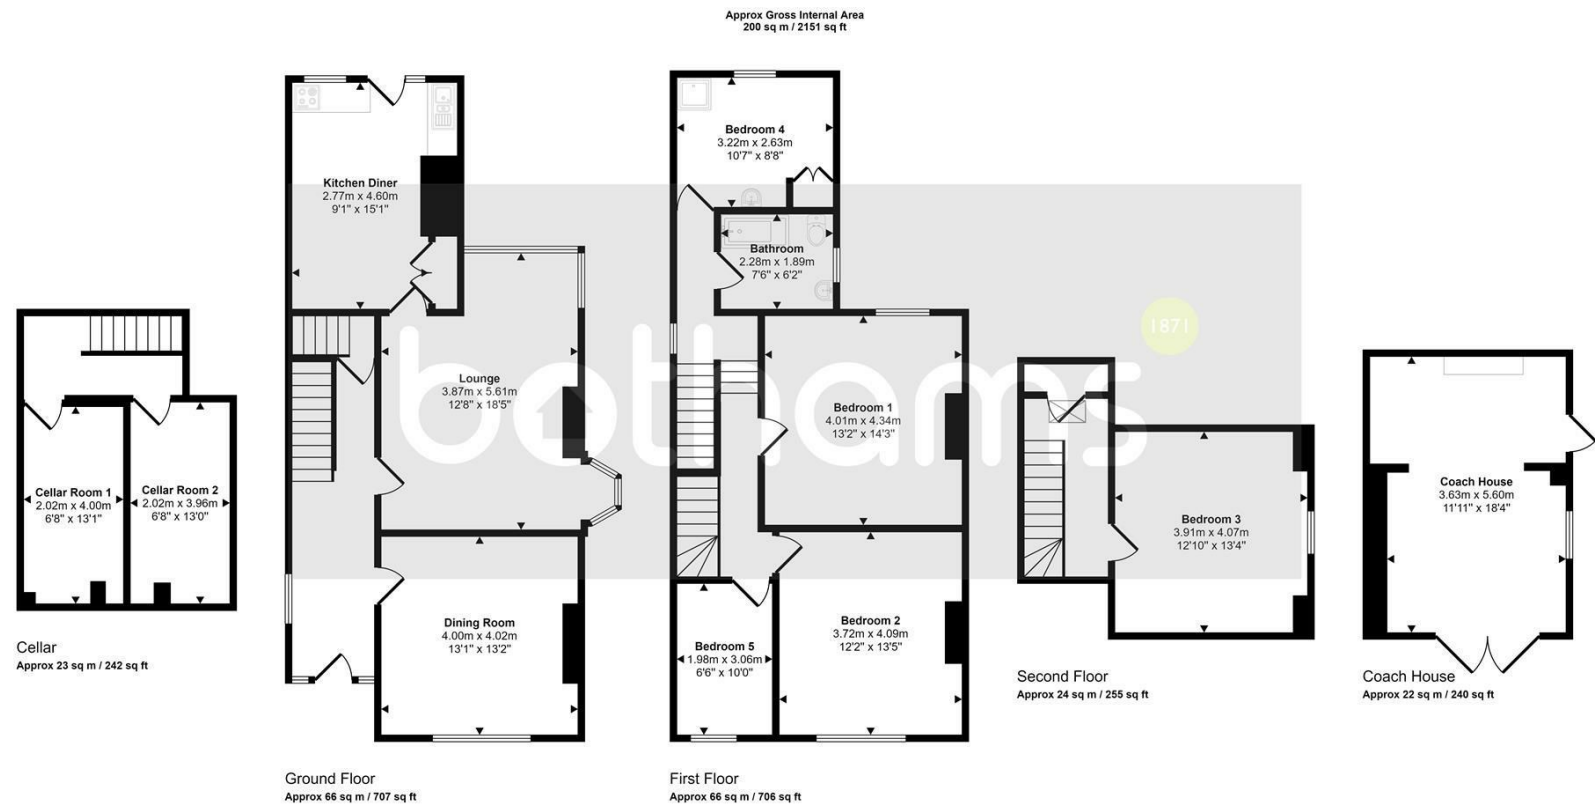 Approx Gross Internal Area
200 sq m / 2151 sq ft
Kitchen Diner
2.77m x 4.60m
9'1" x 15'1"
Lounge
3.87m x 5.61m
12'8" x 18'5"
Dining Room
4.00m x 4.02m
13'1" x 13'2"
Bedroom 4
3.22m x 2.63m
10'7" x 8'8"
Bathroom
2.28m x 1.89m
7'6" x 6'2"
Bedroom 1
4.01m x 4.34m
13'2" x 14'3"
Bedroom 2
3.72m x 4.09m
12'2" x 13'5"
Bedroom 5
1.98m x 3.06m
6'6" x 10'0"
Cellar Room 1
2.02m x 4.00m
6'8" x 13'1"
Cellar Room 2
2.02m x 3.96m
6'8" x 13'0"
Bedroom 3
3.91m x 4.07m
12'10" x 13'4"
Coach House
3.63m x 5.60m
11'11" x 18'4"
bothams
1871
Cellar
Approx 23 sq m / 242 sq ft
Ground Floor
Approx 66 sq m / 707 sq ft
First Floor
Approx 66 sq m / 706 sq ft
Second Floor
Approx 24 sq m / 255 sq ft
Coach House
Approx 22 sq m / 240 sq ft